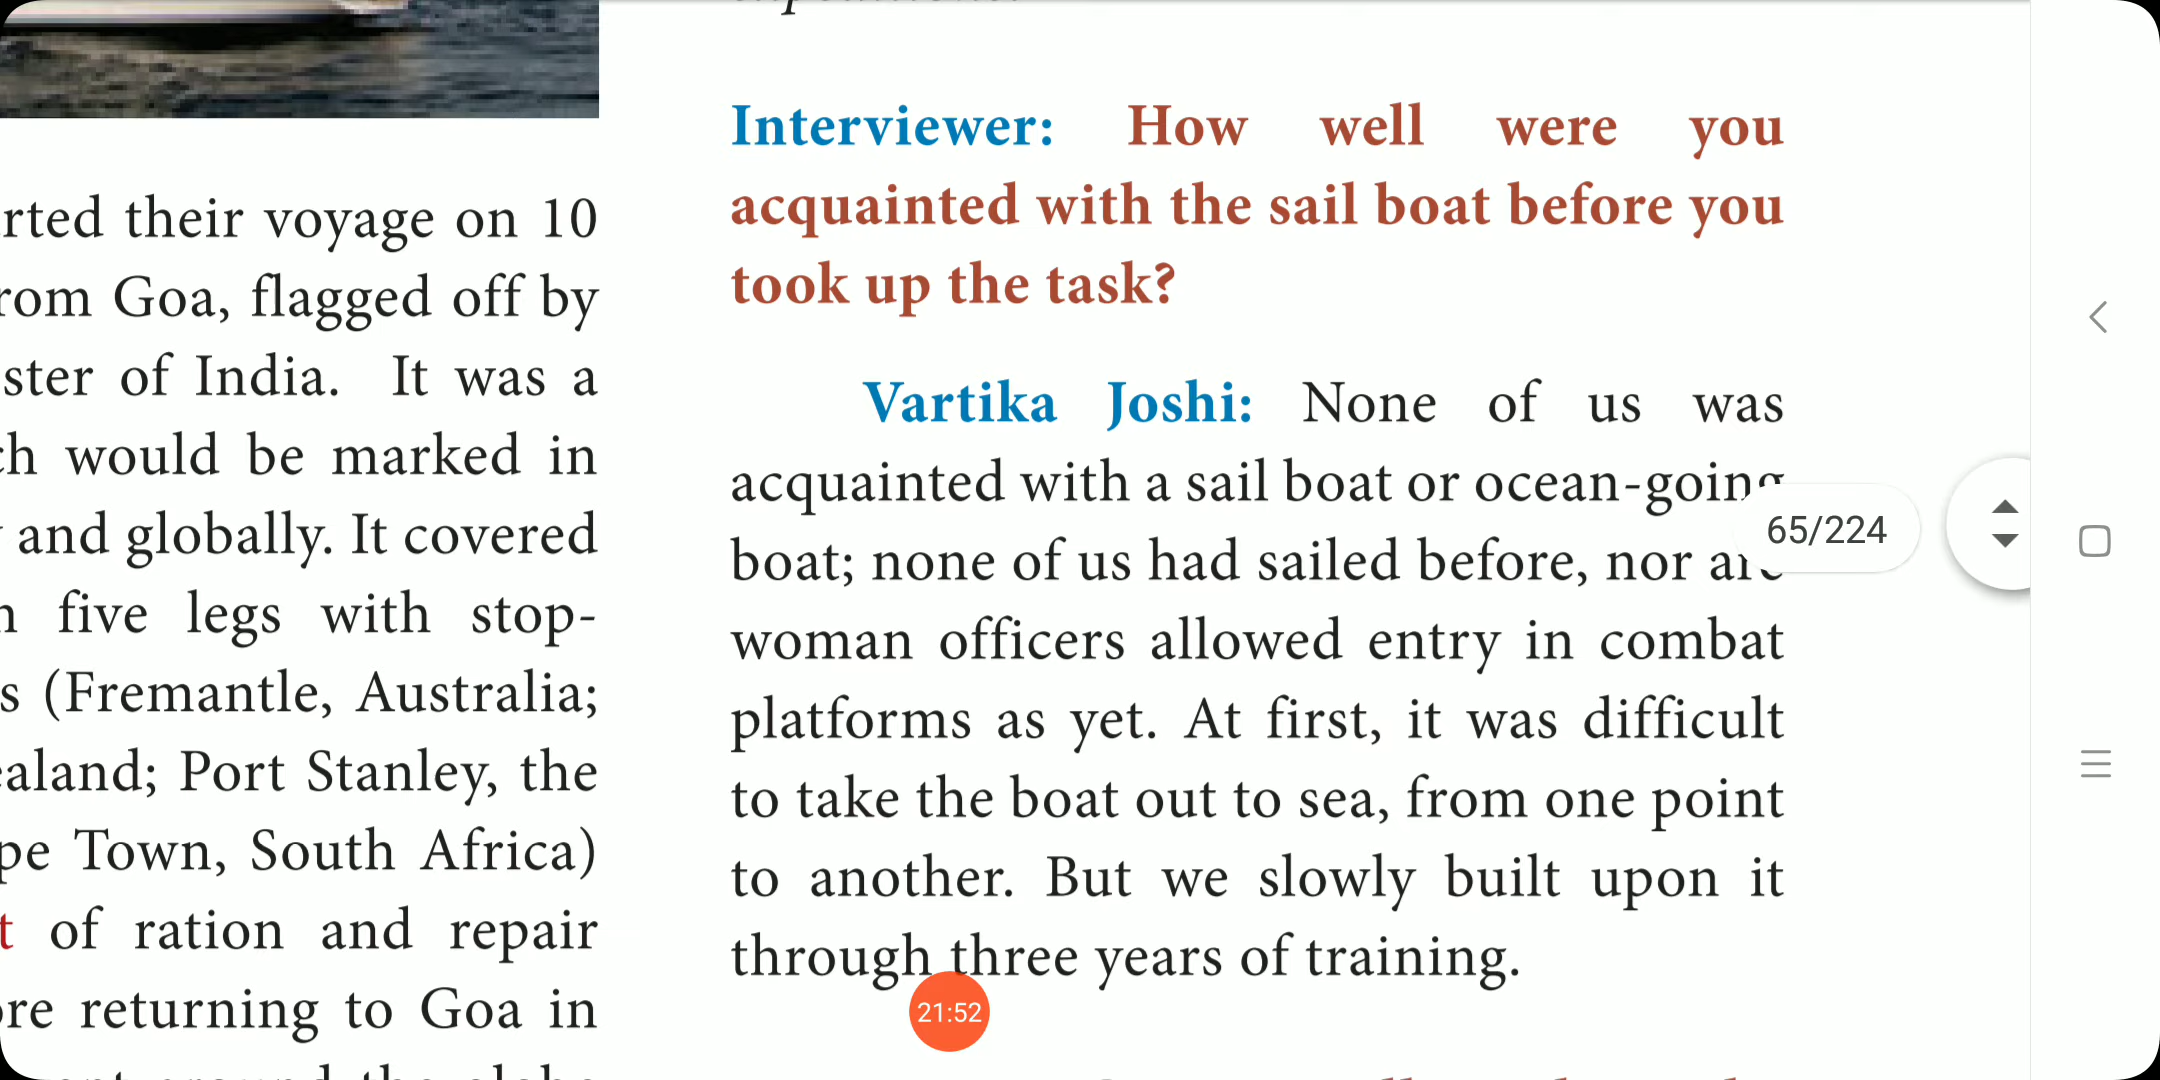 rted their voyage on 10
rom Goa, flagged off by
ster of India. It was a
ch would be marked in
and globally. It covered
five legs with stop-
s (Fremantle, Australia;
ealand; Port Stanley, the
pe Town, South Africa)
t of ration and repair
re returning to Goa in
Interviewer: How well were you
acquainted with the sail boat before you
took up the task?
Vartika Joshi: None of us was
acquainted with a sail boat or ocean-going
boat; none of us had sailed before, nor are
woman officers allowed entry in combat
platforms as yet. At first, it was difficult
to take the boat out to sea, from one point
to another. But we slowly built upon it
through three years of training.
65/224
21:52